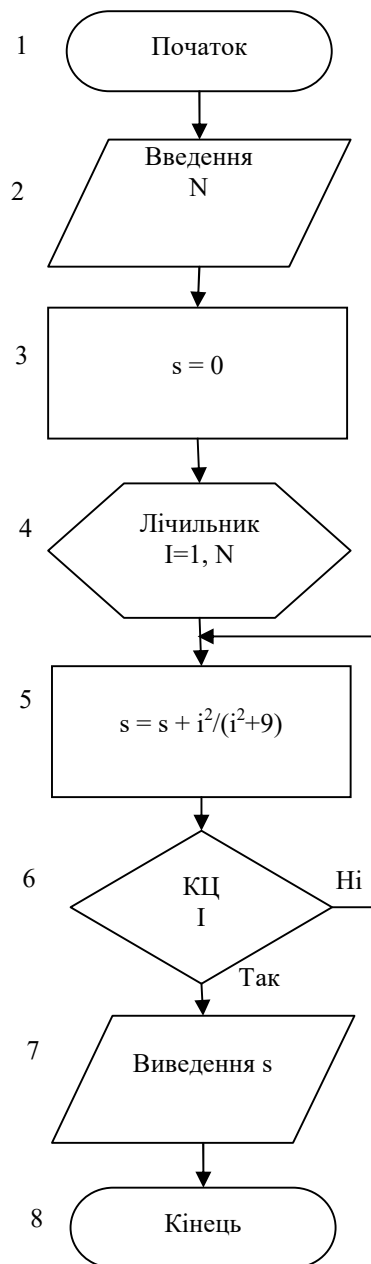 1
Початок
2
Введення
N
3
s = 0
4
Лічильник
I=1, N
5
s = s + i²/(i²+9)
6
КЦ
I
Ні
Так
7
Виведення s
8
Кінець